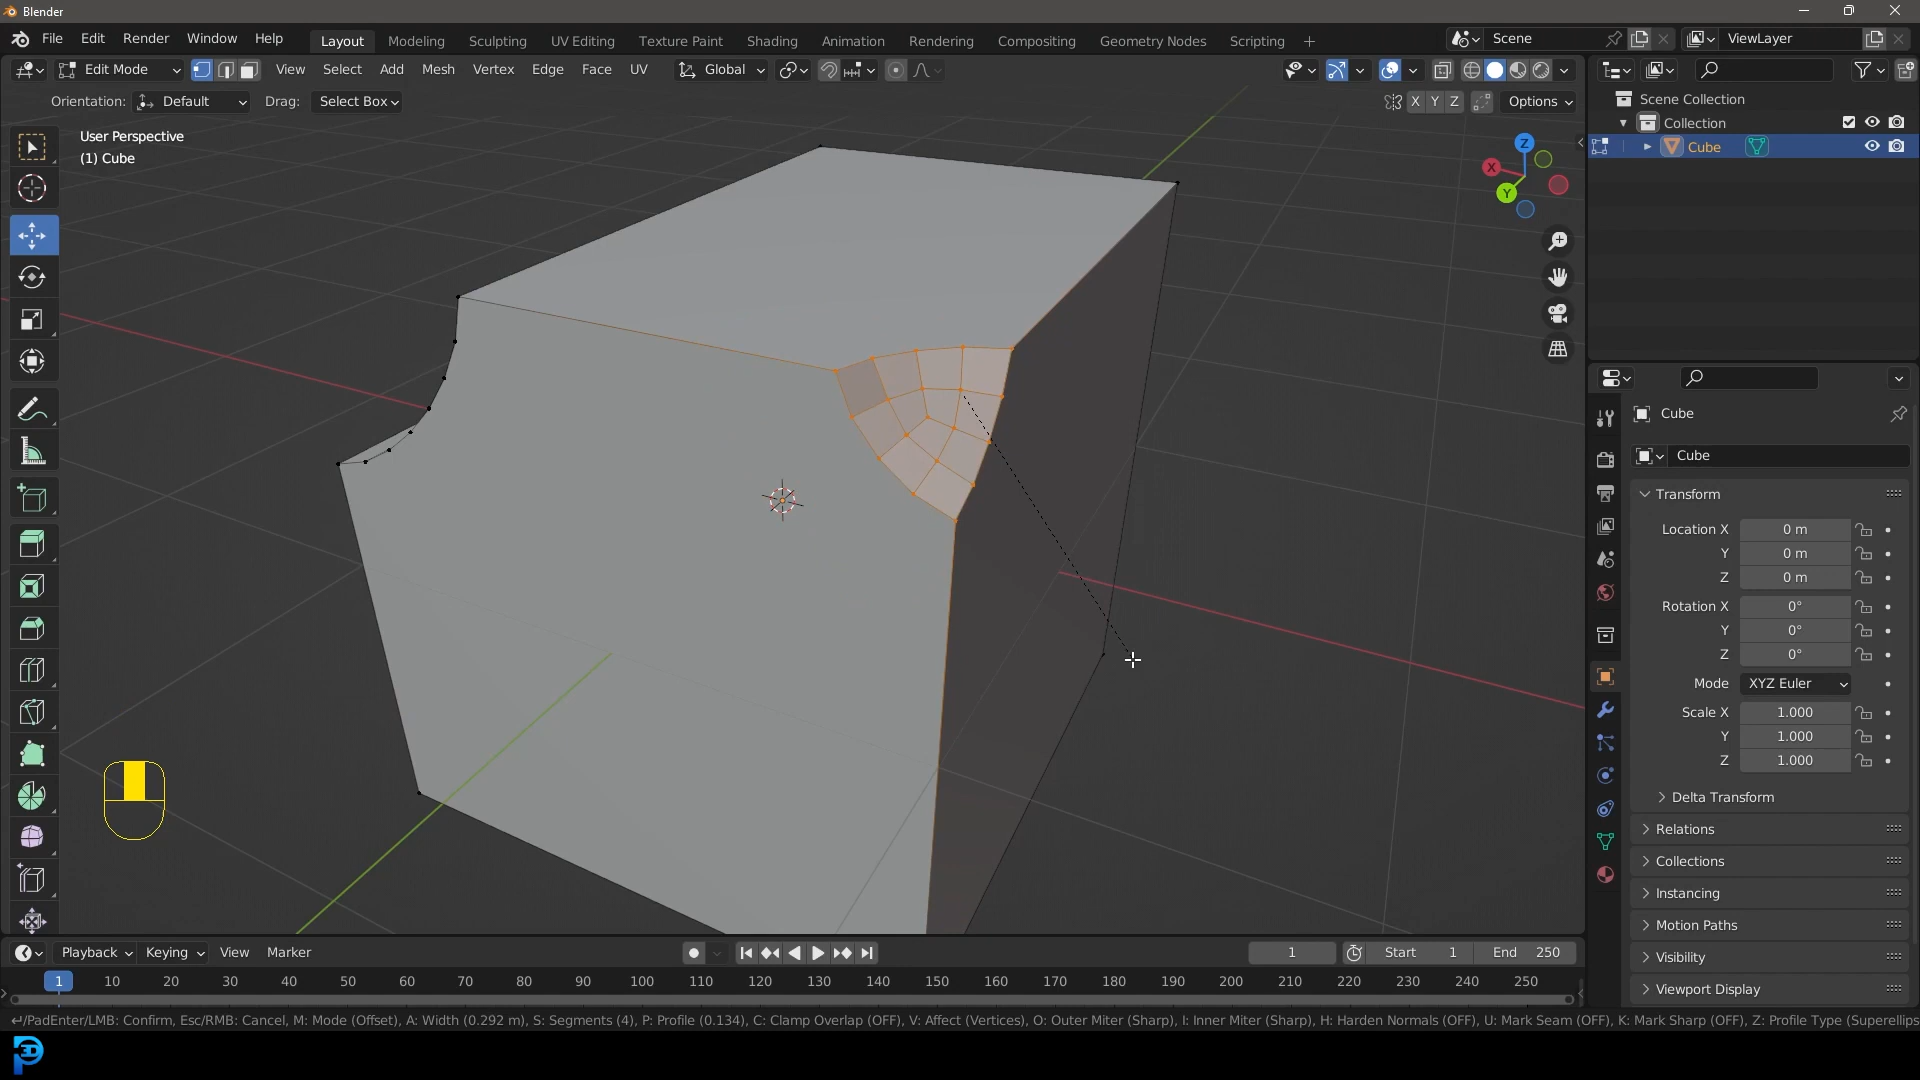 Blender
File Edit Render Window Help Layout Modeling Sculpting UV Editing Texture Paint Shading Animation Rendering Compositing Geometry Nodes Scripting + Scene ViewLayer
Edit Mode View Select Add Mesh Vertex Edge Face UV Global
Orientation: Default Drag: Select Box X Y Z Options
Scene Collection
Collection
Cube
User Perspective
(1) Cube
Z
X
Y
Cube
Cube
Transform
Location X 0 m
Y 0 m
Z 0 m
Rotation X 0°
Y 0°
Z 0°
Mode XYZ Euler
Scale X 1.000
Y 1.000
Z 1.000
Delta Transform
Relations
Collections
Instancing
Motion Paths
Visibility
Viewport Display
Playback Keying View Marker 1 Start 1 End 250
1 10 20 30 40 50 60 70 80 90 100 110 120 130 140 150 160 170 180 190 200 210 220 230 240 250
↵/PadEnter/LMB: Confirm, Esc/RMB: Cancel, M: Mode (Offset), A: Width (0.292 m), S: Segments (4), P: Profile (0.134), C: Clamp Overlap (OFF), V: Affect (Vertices), O: Outer Miter (Sharp), I: Inner Miter (Sharp), H: Harden Normals (OFF), U: Mark Seam (OFF), K: Mark Sharp (OFF), Z: Profile Type (Superellips